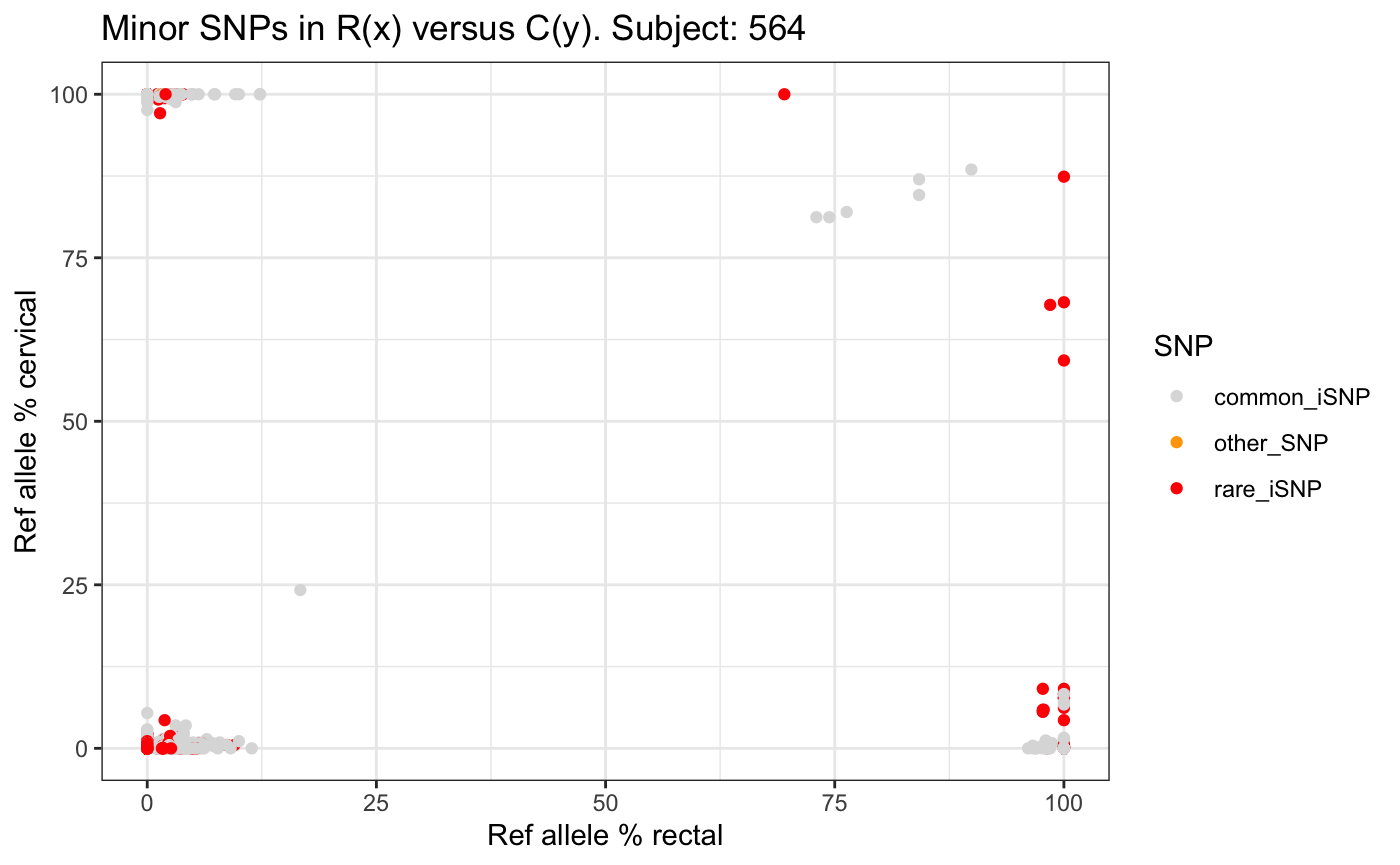 Minor SNPs in R(x) versus C(y). Subject: 564
100
75
50
25
0
Ref allele % cervical
0 25 50 75 100
Ref allele % rectal
SNP
common_iSNP
other_SNP
rare_iSNP